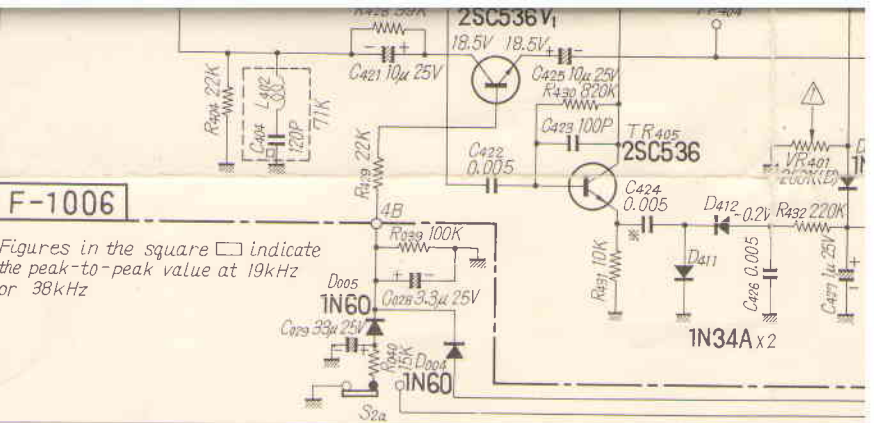 2SC536V1
18.5V 18.5V
C421 10μ 25V
C425 10μ 25V
R404 22K
L402
C404
120P
71K
R430 820K
C423 100P
TR405
2SC536
R429 22K
C422
0.005
C424
0.005
VR401
F-1006
4B
R039 100K
D412
-0.2V
R432 220K
Figures in the square □ indicate
the peak-to-peak value at 19kHz
or 38kHz
R431 10K
D411
C426 0.005
C427 1μ 25V
D005
1N60
C028 3.3μ 25V
C029 33μ 25V
R040
15K
D004
1N60
1N34A x2
S2a